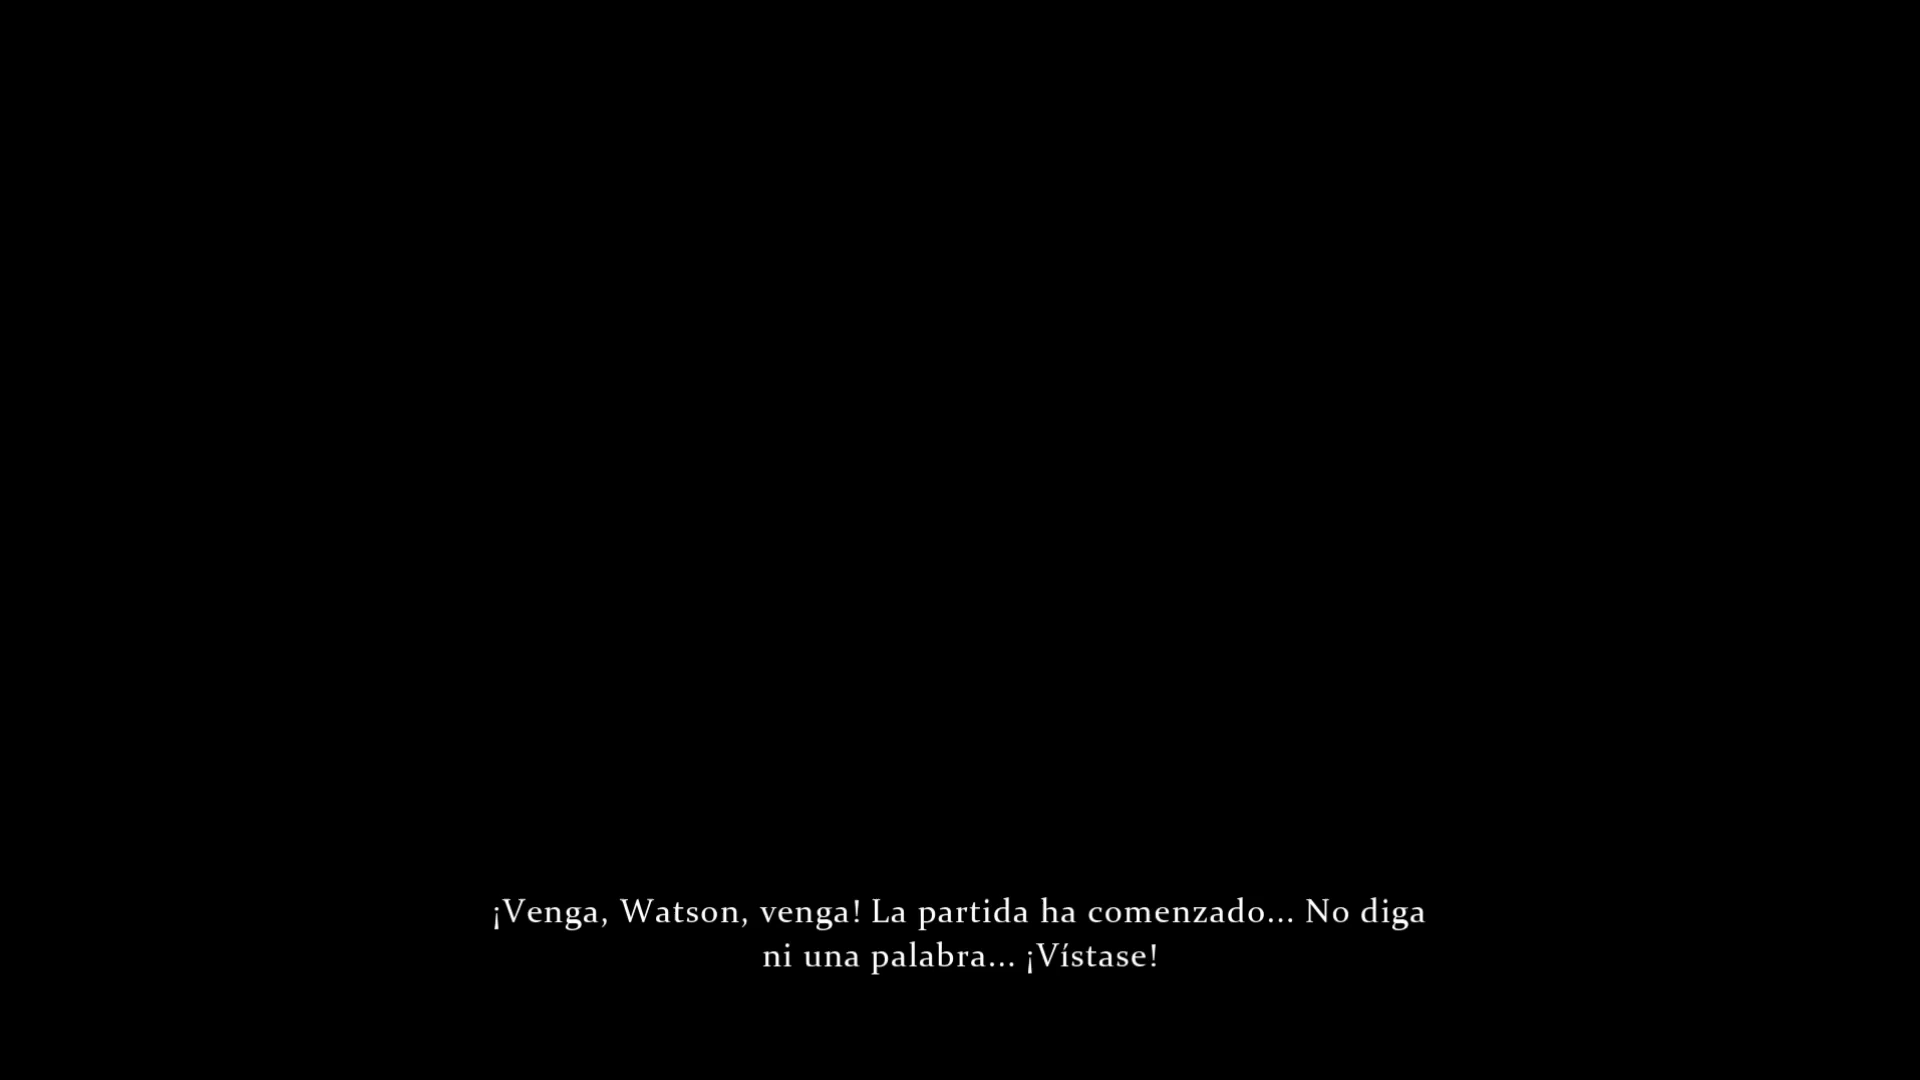 ¡Venga, Watson, venga! La partida ha comenzado... No diga
ni una palabra... ¡Vístase!